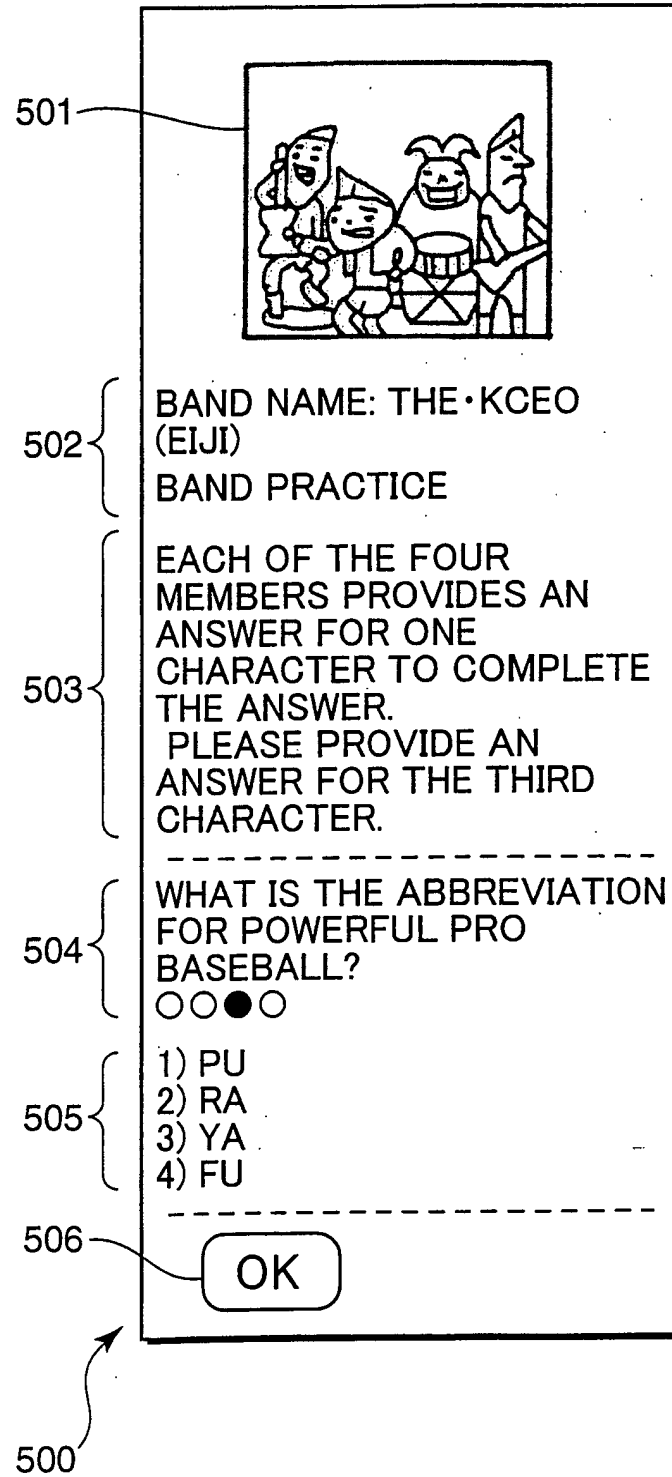 501
502
BAND NAME: THE・KCEO
(EIJI)
BAND PRACTICE
503
EACH OF THE FOUR
MEMBERS PROVIDES AN
ANSWER FOR ONE
CHARACTER TO COMPLETE
THE ANSWER.
PLEASE PROVIDE AN
ANSWER FOR THE THIRD
CHARACTER.
504
WHAT IS THE ABBREVIATION
FOR POWERFUL PRO
BASEBALL?
○○●○
505
1) PU
2) RA
3) YA
4) FU
506
OK
500